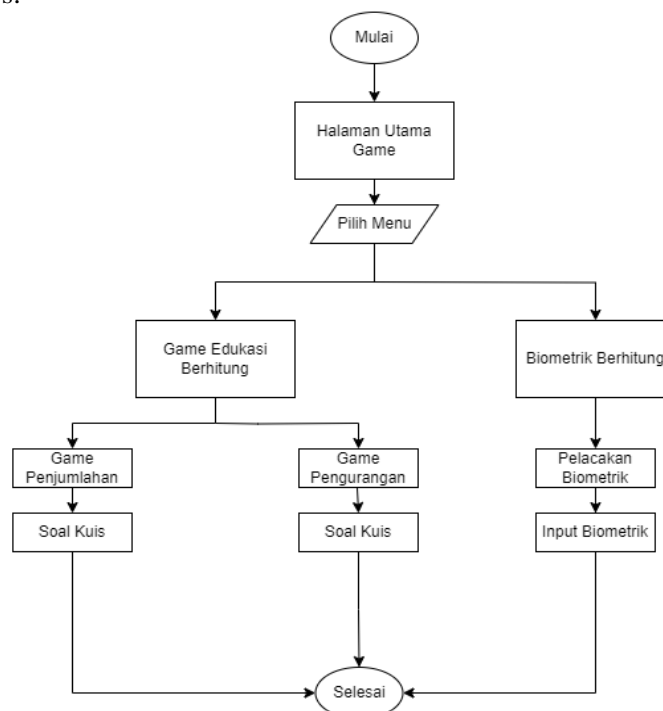 s.
Mulai
Halaman Utama
Game
Pilih Menu
Game Edukasi
Berhitung
Biometrik Berhitung
Game
Penjumlahan
Game
Pengurangan
Pelacakan
Biometrik
Soal Kuis
Soal Kuis
Input Biometrik
Selesai